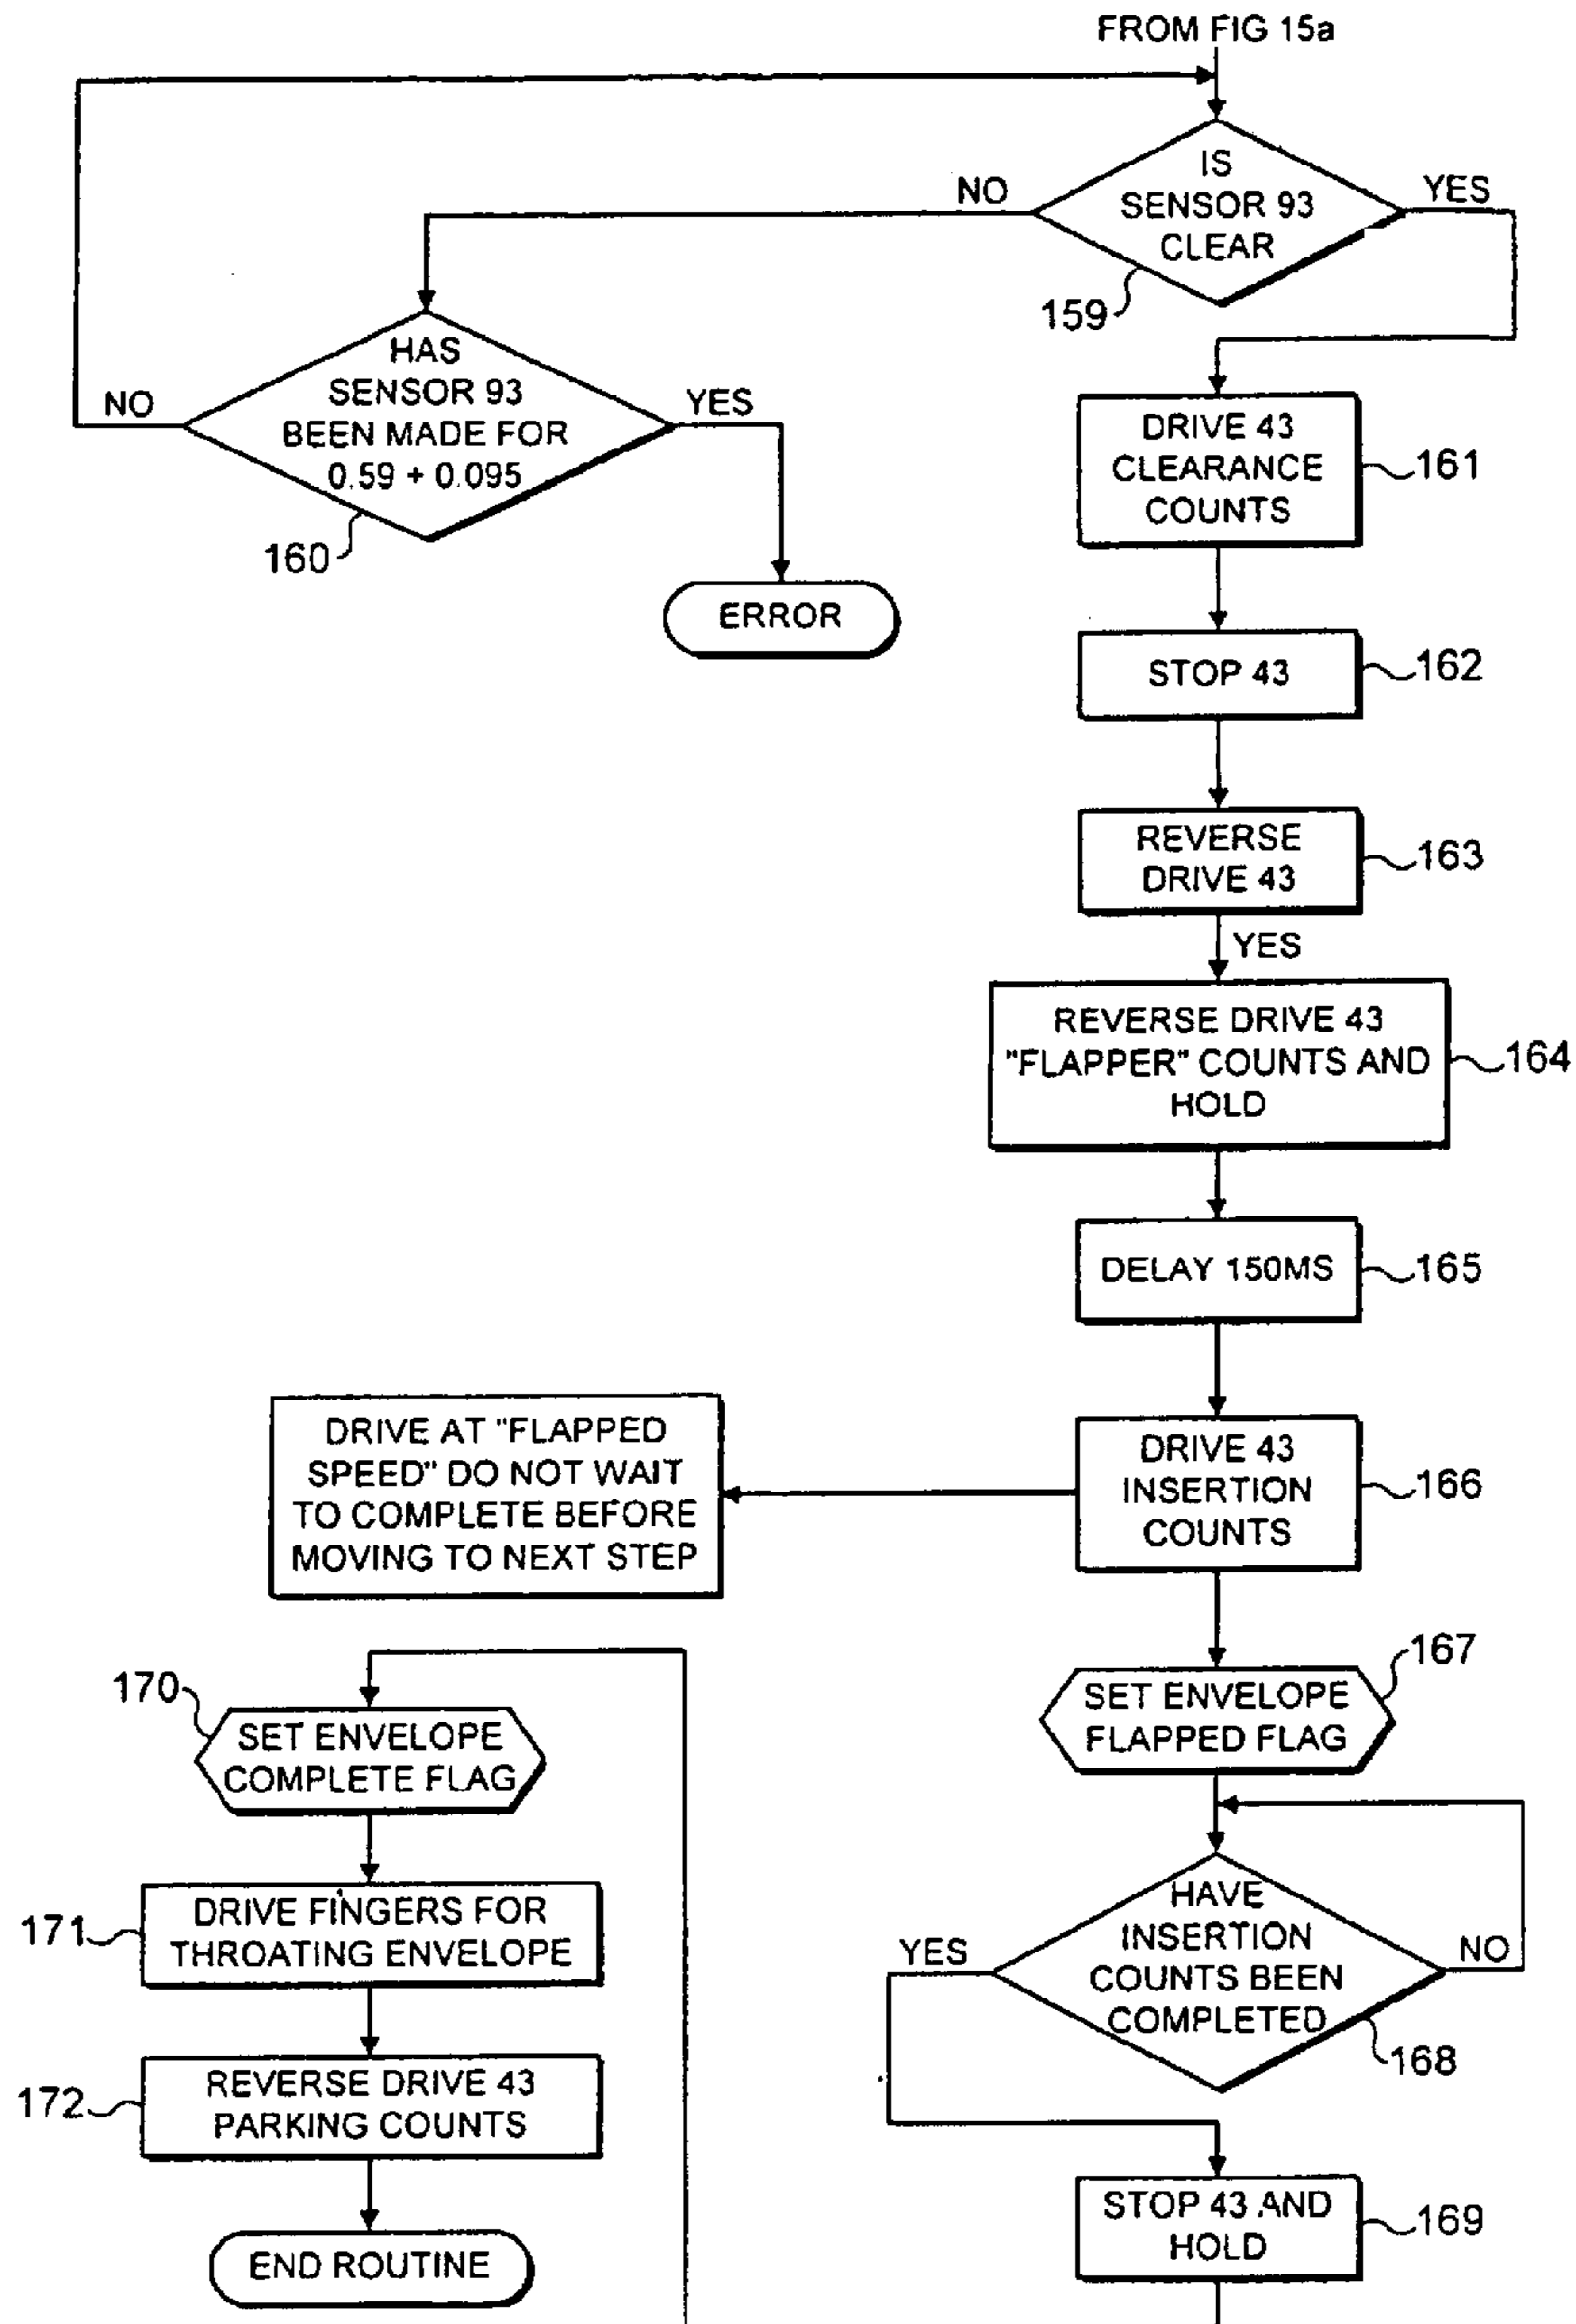 FROM FIG 15a
IS
SENSOR 93
CLEAR
NO
YES
159
HAS
SENSOR 93
BEEN MADE FOR
0.59 + 0.095
NO
YES
160
ERROR
DRIVE 43
CLEARANCE
COUNTS
161
STOP 43
162
REVERSE
DRIVE 43
163
YES
REVERSE DRIVE 43
"FLAPPER" COUNTS AND
HOLD
164
DELAY 150MS
165
DRIVE 43
INSERTION
COUNTS
166
DRIVE AT "FLAPPED
SPEED" DO NOT WAIT
TO COMPLETE BEFORE
MOVING TO NEXT STEP
167
SET ENVELOPE
FLAPPED FLAG
HAVE
INSERTION
COUNTS BEEN
COMPLETED
YES
NO
168
STOP 43 AND
HOLD
169
170
SET ENVELOPE
COMPLETE FLAG
171
DRIVE FINGERS FOR
THROATING ENVELOPE
172
REVERSE DRIVE 43
PARKING COUNTS
END ROUTINE